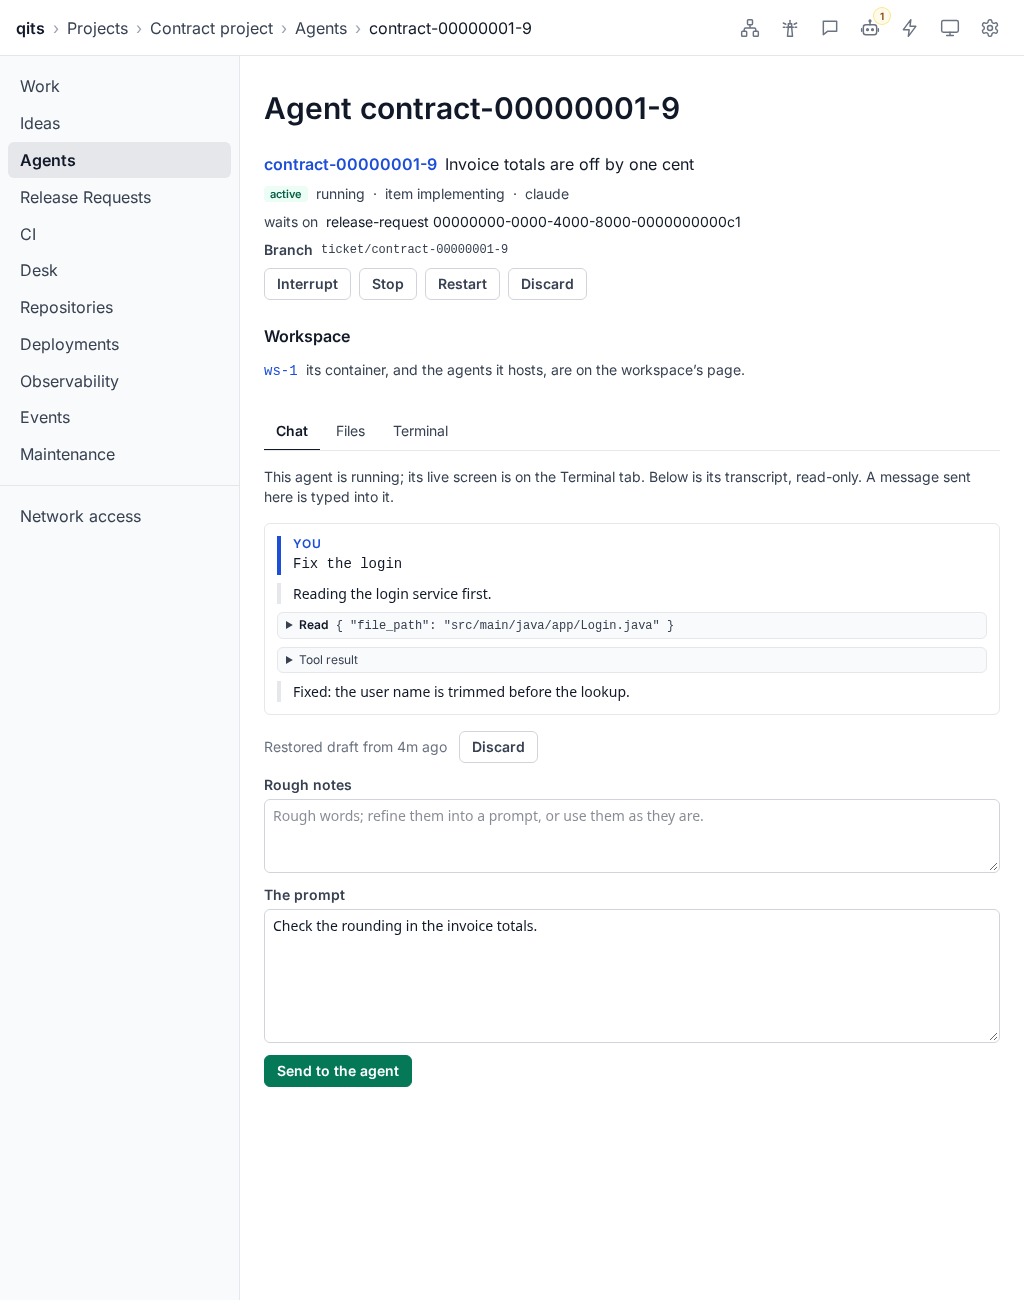 qits › Projects › Contract project › Agents › contract-00000001-9
1
Work
Ideas
Agents
Release Requests
CI
Desk
Repositories
Deployments
Observability
Events
Maintenance
Network access
Agent contract-00000001-9
contract-00000001-9 Invoice totals are off by one cent
active running · item implementing · claude
waits on release-request 00000000-0000-4000-8000-0000000000c1
Branch ticket/contract-00000001-9
Interrupt Stop Restart Discard
Workspace
ws-1 its container, and the agents it hosts, are on the workspace’s page.
Chat Files Terminal
This agent is running; its live screen is on the Terminal tab. Below is its transcript, read-only. A message sent
here is typed into it.
YOU
Fix the login
Reading the login service first.
Read { "file_path": "src/main/java/app/Login.java" }
Tool result
Fixed: the user name is trimmed before the lookup.
Restored draft from 4m ago Discard
Rough notes
Rough words; refine them into a prompt, or use them as they are.
The prompt
Check the rounding in the invoice totals.
Send to the agent